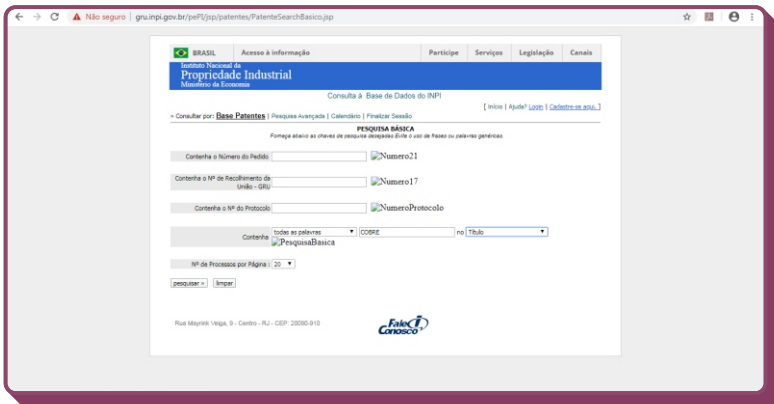 Não seguro | gru.inpi.gov.br/pePI/jsp/patentes/PatenteSearchBasico.jsp
BRASIL Acesso à informação Participe Serviços Legislação Canais
Instituto Nacional da
Propriedade Industrial
Ministério da Economia
Consulta à Base de Dados do INPI
[ Início | Ajuda? Login | Cadastre-se aqui. ]
» Consultar por: Base Patentes | Pesquisa Avançada | Calendário | Finalizar Sessão
PESQUISA BÁSICA
Forneça abaixo as chaves de pesquisa desejadas. Evite o uso de frases ou palavras genéricas.
Contenha o Número do Pedido Numero21
Contenha o Nº de Recolhimento da
União - GRU Numero17
Contenha o Nº do Protocolo NumeroProtocolo
Contenha todas as palavras COBRE no Título
PesquisaBasica
Nº de Processos por Página : 20
pesquisar » limpar
Rua Mayrink Veiga, 9 - Centro - RJ - CEP: 20090-910
Fale
Conosco